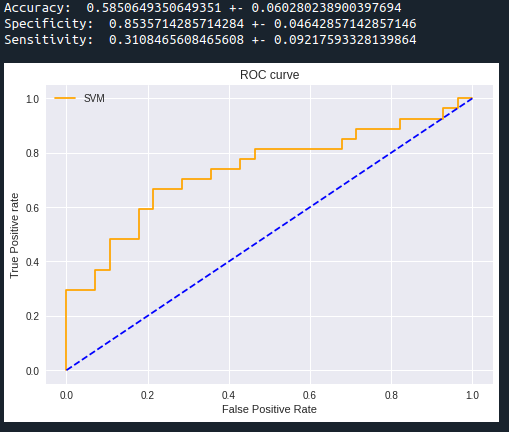 Accuracy:  0.5850649350649351 +- 0.060280238900397694
Specificity:  0.8535714285714284 +- 0.04642857142857146
Sensitivity:  0.3108465608465608 +- 0.09217593328139864
ROC curve
SVM
1.0
0.8
0.6
0.4
0.2
0.0
True Positive rate
0.0 0.2 0.4 0.6 0.8 1.0
False Positive Rate